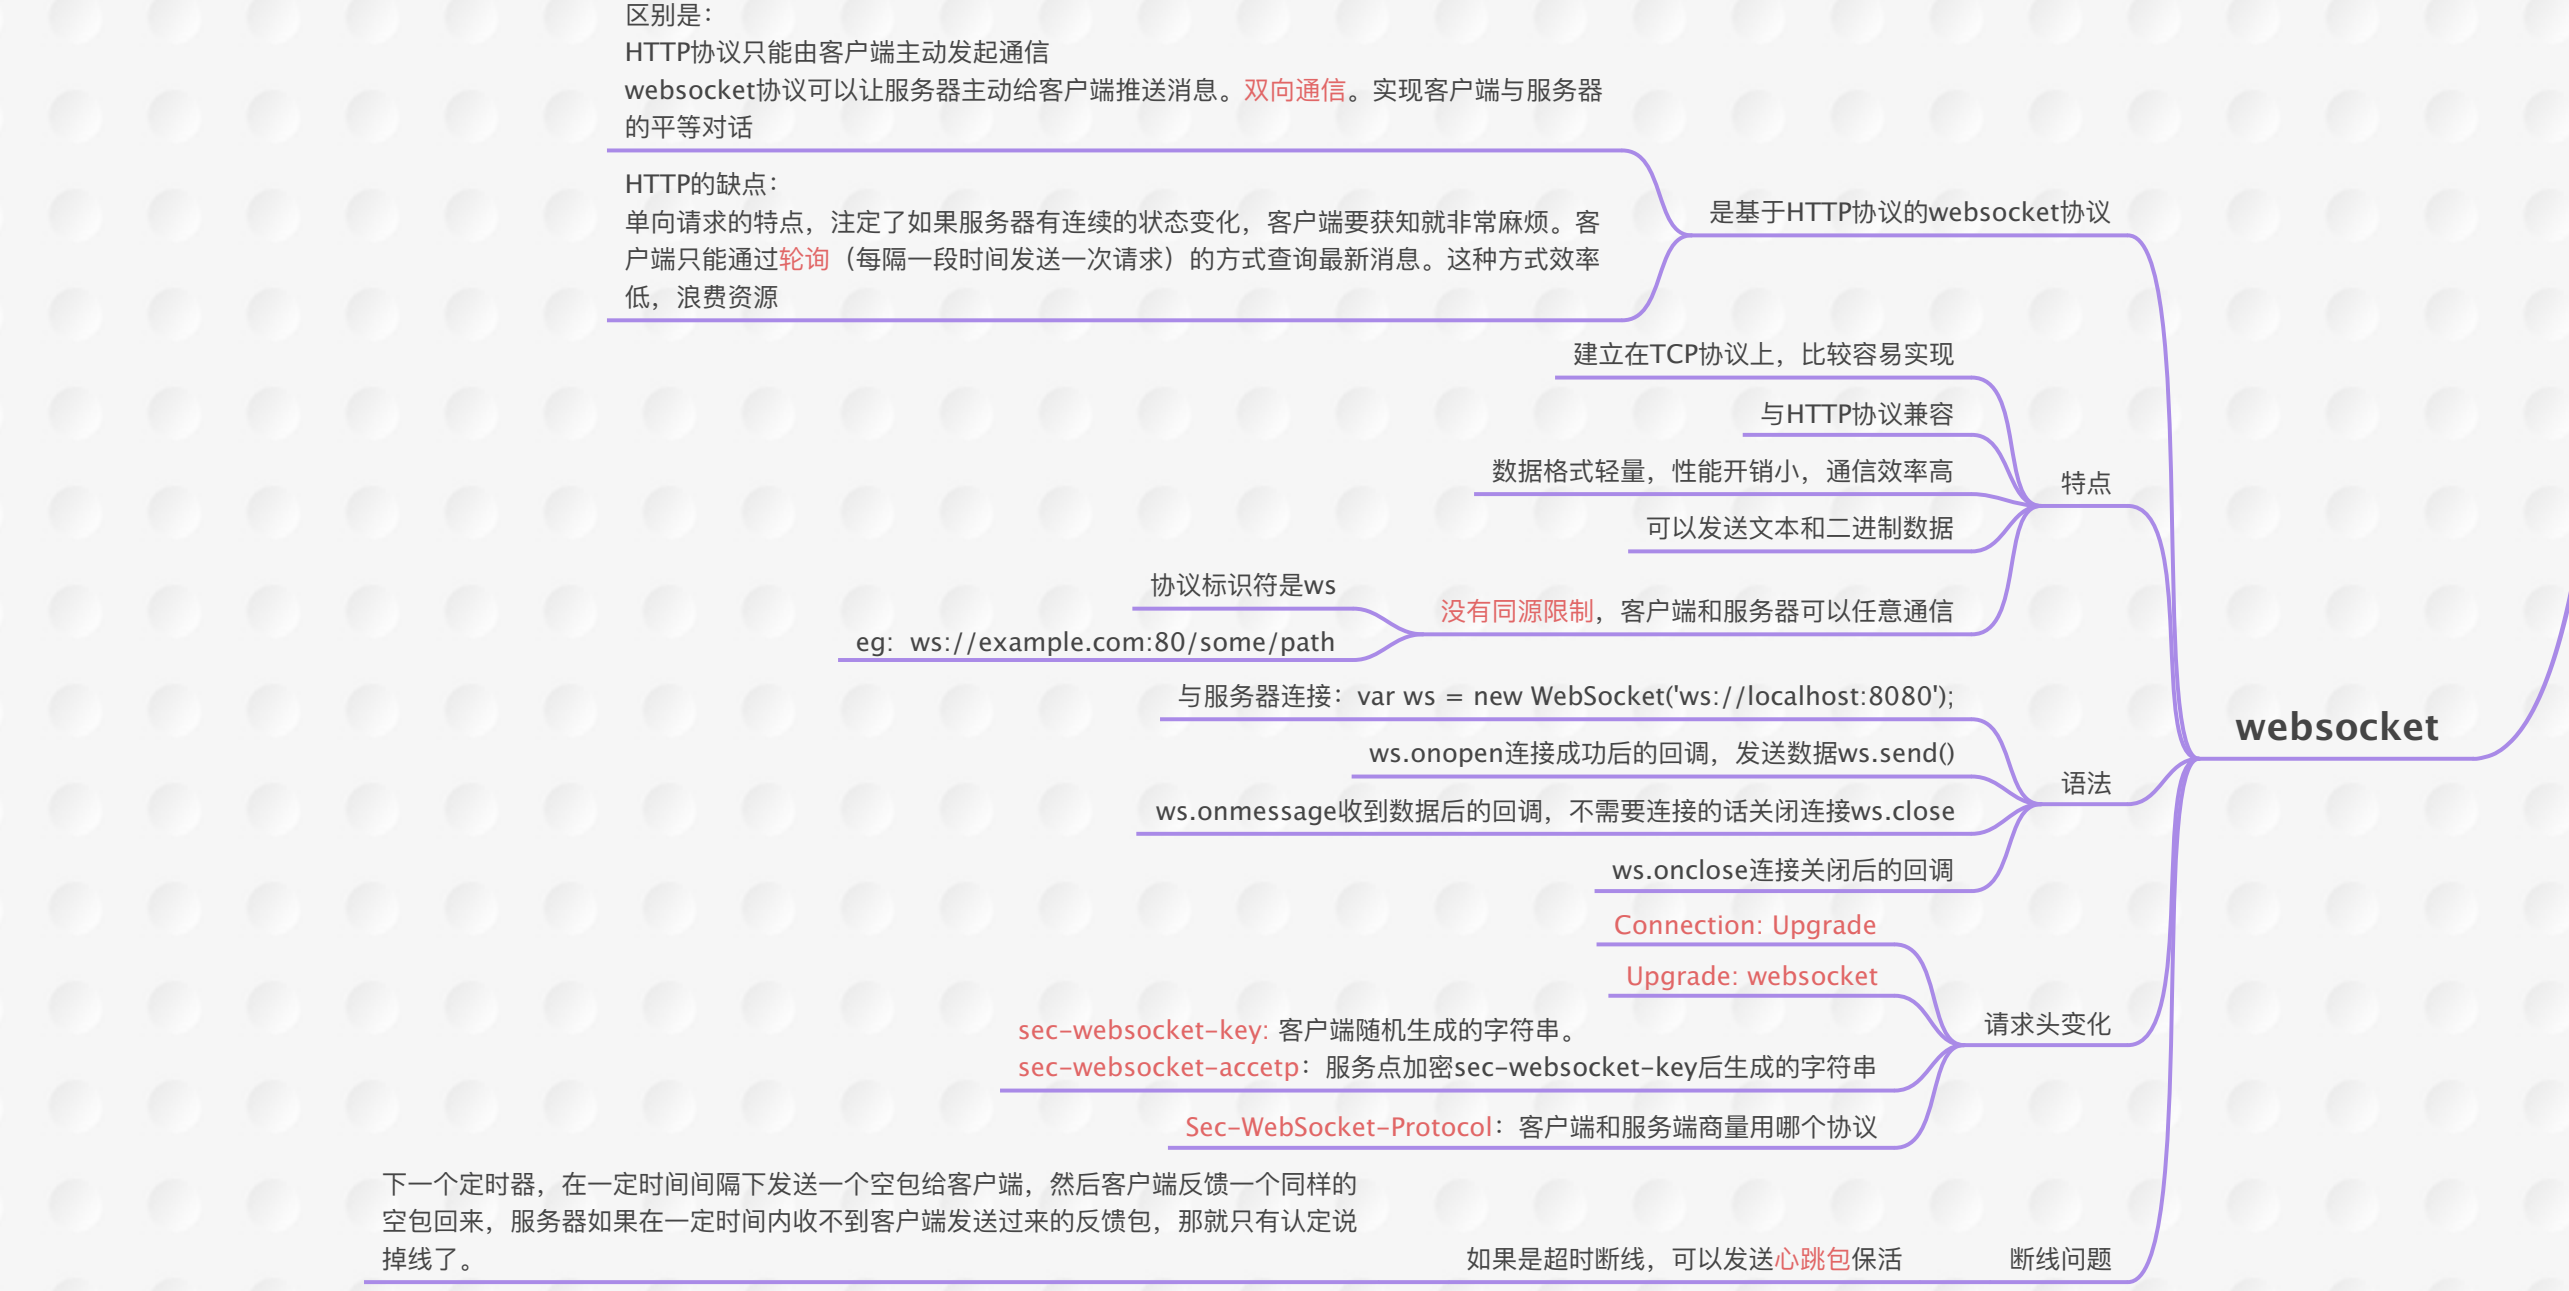 区别是：
HTTP协议只能由客户端主动发起通信
websocket协议可以让服务器主动给客户端推送消息。双向通信。实现客户端与服务器
的平等对话
HTTP的缺点：
单向请求的特点，注定了如果服务器有连续的状态变化，客户端要获知就非常麻烦。客
户端只能通过轮询（每隔一段时间发送一次请求）的方式查询最新消息。这种方式效率
低，浪费资源
是基于HTTP协议的websocket协议
建立在TCP协议上，比较容易实现
与HTTP协议兼容
数据格式轻量，性能开销小，通信效率高
可以发送文本和二进制数据
协议标识符是ws
eg: ws://example.com:80/some/path
没有同源限制，客户端和服务器可以任意通信
特点
与服务器连接：var ws = new WebSocket('ws://localhost:8080');
ws.onopen连接成功后的回调，发送数据ws.send()
ws.onmessage收到数据后的回调，不需要连接的话关闭连接ws.close
ws.onclose连接关闭后的回调
语法
websocket
Connection: Upgrade
Upgrade: websocket
sec-websocket-key: 客户端随机生成的字符串。
sec-websocket-accetp：服务点加密sec-websocket-key后生成的字符串
Sec-WebSocket-Protocol：客户端和服务端商量用哪个协议
请求头变化
下一个定时器，在一定时间间隔下发送一个空包给客户端，然后客户端反馈一个同样的
空包回来，服务器如果在一定时间内收不到客户端发送过来的反馈包，那就只有认定说
掉线了。
如果是超时断线，可以发送心跳包保活
断线问题